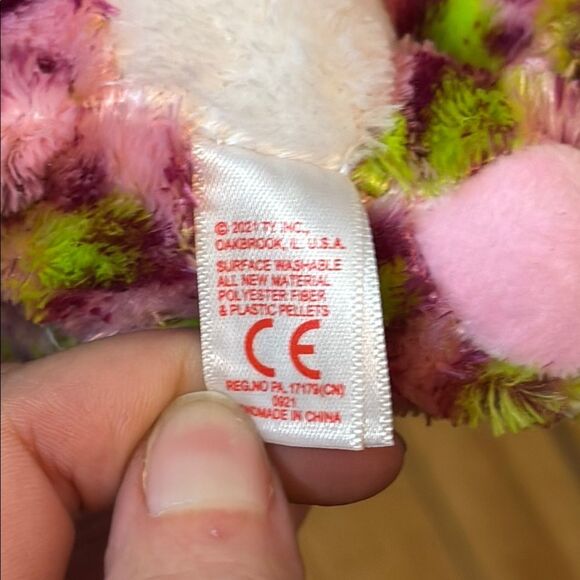 © 2021 TY INC.,
OAKBROOK, IL. U.S.A.
SURFACE WASHABLE
ALL NEW MATERIAL
POLYESTER FIBER
& PLASTIC PELLETS
CE
REG.NO PA. 17179(CN)
0921
NDMADE IN CHINA